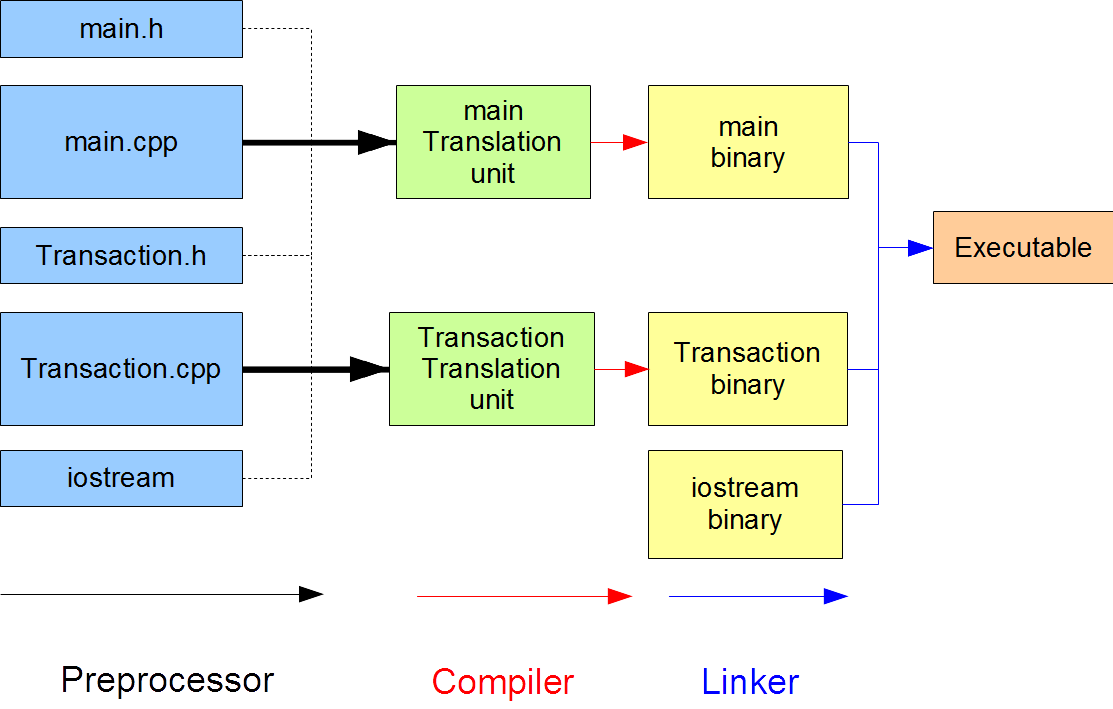 main.h
main.cpp
Transaction.h
Transaction.cpp
iostream
main
Translation
unit
Transaction
Translation
unit
main
binary
Transaction
binary
iostream
binary
Executable
Preprocessor
Compiler
Linker